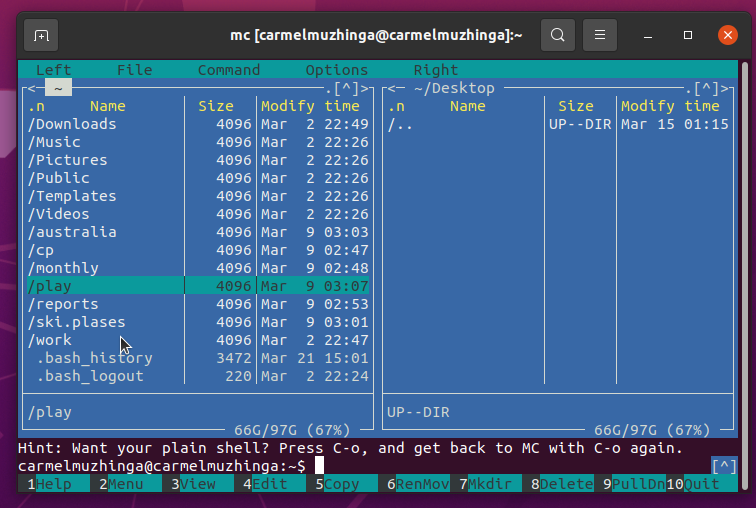 mc [carmelmuzhinga@carmelmuzhinga]:~
Left File Command Options Right
<─ ~ .[^]>
.n Name Size Modify time
/Downloads 4096 Mar 2 22:49
/Music 4096 Mar 2 22:26
/Pictures 4096 Mar 2 22:26
/Public 4096 Mar 2 22:26
/Templates 4096 Mar 2 22:26
/Videos 4096 Mar 2 22:26
/australia 4096 Mar 9 03:03
/cp 4096 Mar 9 02:47
/monthly 4096 Mar 9 02:48
/play 4096 Mar 9 03:07
/reports 4096 Mar 9 02:53
/ski.plases 4096 Mar 9 03:01
/work 4096 Mar 2 22:47
.bash_history 3472 Mar 21 15:01
.bash_logout 220 Mar 2 22:24
/play
66G/97G (67%)
<─ ~/Desktop .[^]>
.n Name Size Modify time
/.. UP--DIR Mar 15 01:15
UP--DIR
66G/97G (67%)
Hint: Want your plain shell? Press C-o, and get back to MC with C-o again.
carmelmuzhinga@carmelmuzhinga:~$ [^]
1Help 2Menu 3View 4Edit 5Copy 6RenMov 7Mkdir 8Delete 9PullDn 10Quit